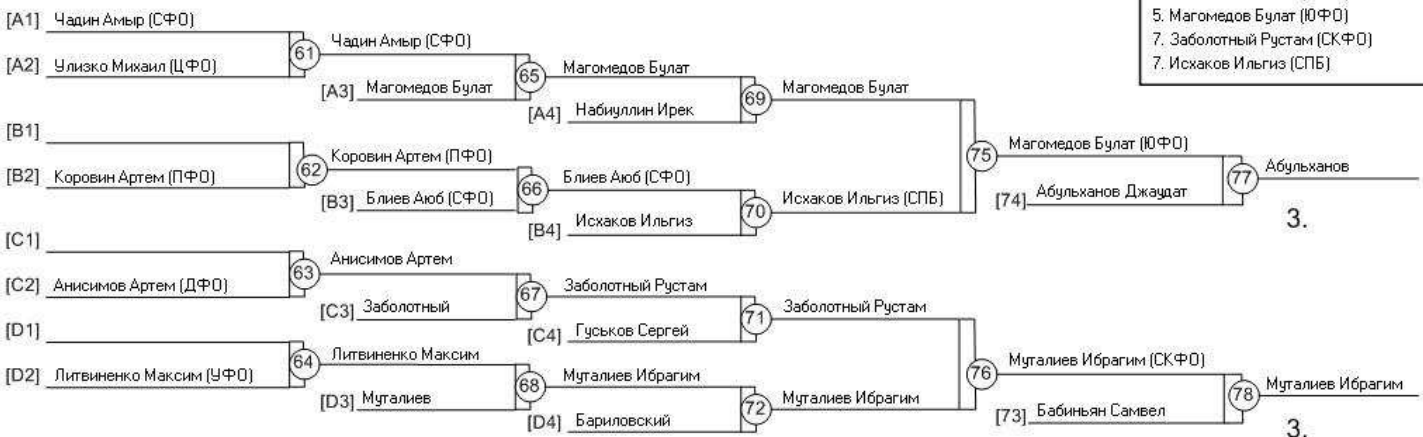 5. Магомедов Булат (ЮФО)
7. Заболотный Рустам (СКФО)
7. Исхаков Ильгиз (СПБ)
[A1] Чадин Амыр (СФО)
61 Чадин Амыр (СФО)
[A2] Улизко Михаил (ЦФО)
65 Магомедов Булат
[A3] Магомедов Булат
69 Магомедов Булат
[A4] Набиуллин Ирек
[B1]
62 Коровин Артем (ПФО)
[B2] Коровин Артем (ПФО)
75 Магомедов Булат (ЮФО)
77 Абульханов
[74] Абульханов Джаудат
3.
66 Блиев Аюб (СФО)
[B3] Блиев Аюб (СФО)
70 Исхаков Ильгиз (СПБ)
[B4] Исхаков Ильгиз
[C1]
63 Анисимов Артем
[C2] Анисимов Артем (ДФО)
67 Заболотный Рустам
[C3] Заболотный
71 Заболотный Рустам
[C4] Гуськов Сергей
[D1]
64 Литвиненко Максим
[D2] Литвиненко Максим (УФО)
76 Муталиев Ибрагим (СКФО)
78 Муталиев Ибрагим
[73] Бабиньян Самвел
3.
68 Муталиев Ибрагим
[D3] Муталиев
72 Муталиев Ибрагим
[D4] Бариловский